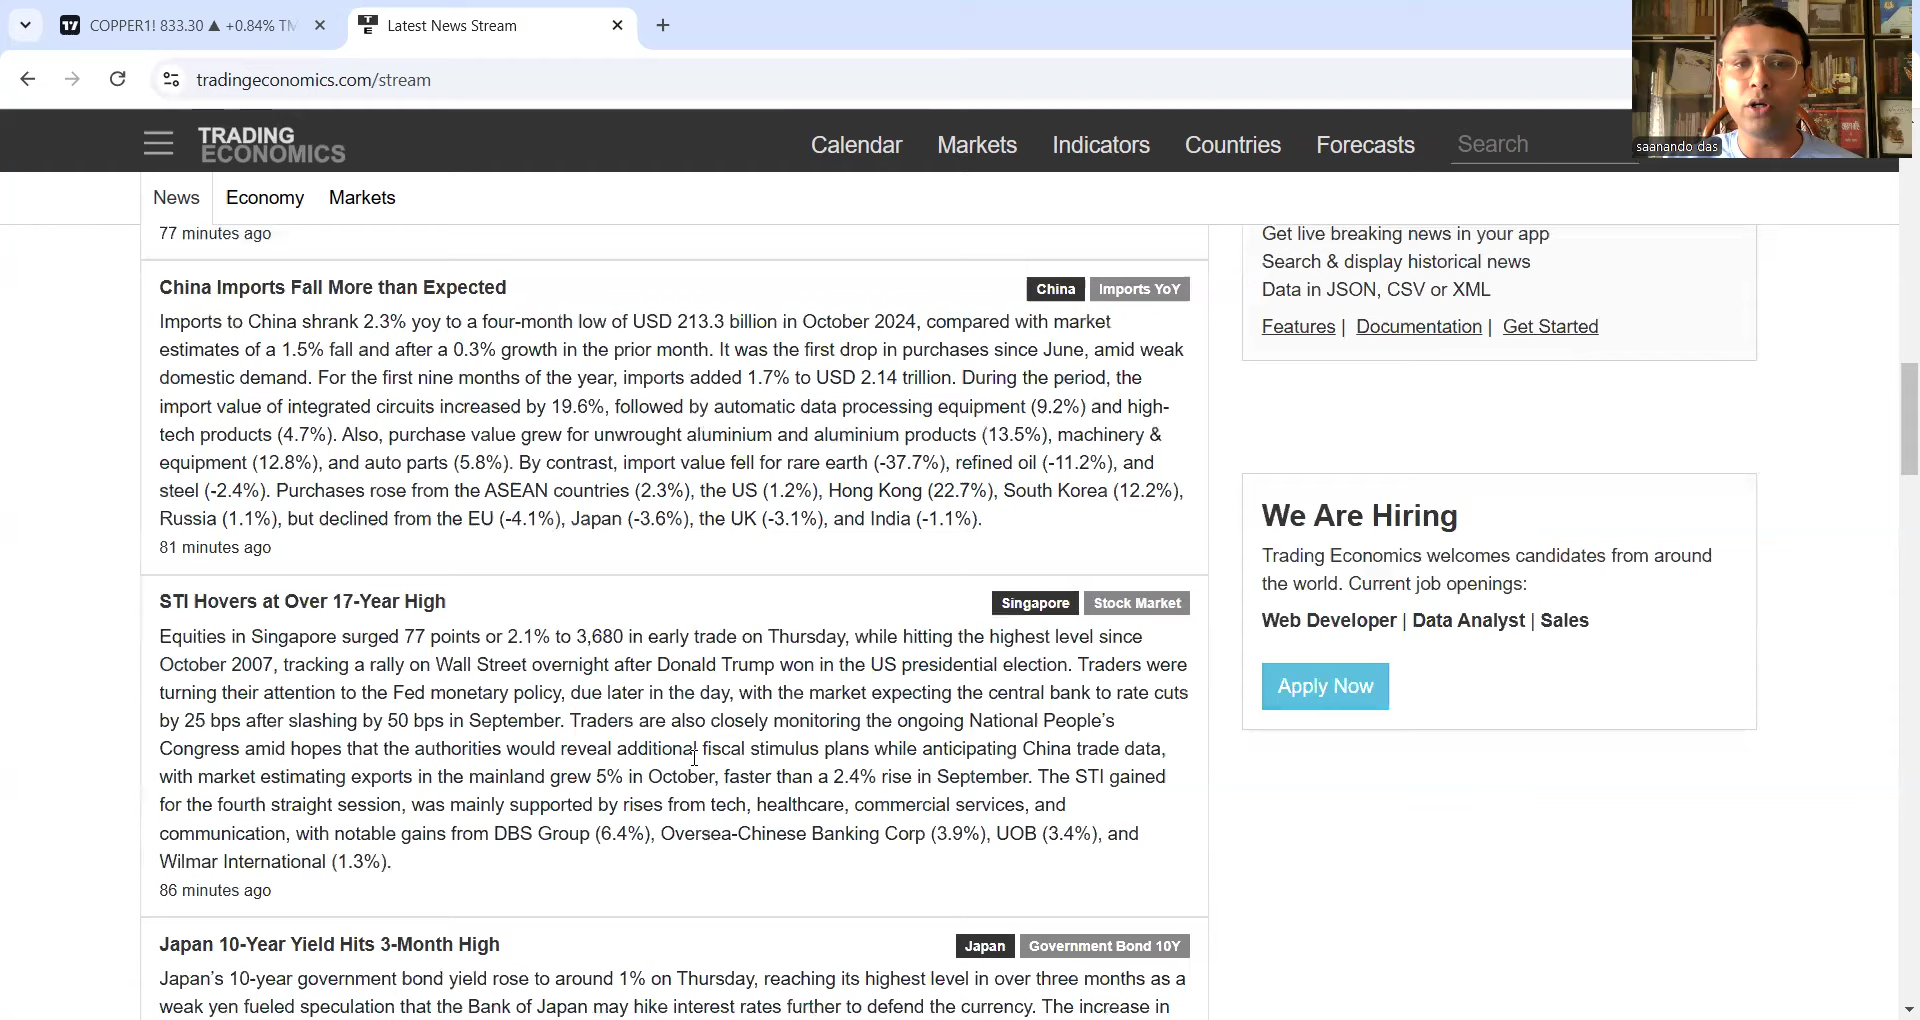 COPPER1! 833.30 ▲ +0.84%
Latest News Stream
tradingeconomics.com/stream
saanando das
TRADING
ECONOMICS
Calendar
Markets
Indicators
Countries
Forecasts
Search
News
Economy
Markets
77 minutes ago
China Imports Fall More than Expected
China
Imports YoY
Imports to China shrank 2.3% yoy to a four-month low of USD 213.3 billion in October 2024, compared with market
estimates of a 1.5% fall and after a 0.3% growth in the prior month. It was the first drop in purchases since June, amid weak
domestic demand. For the first nine months of the year, imports added 1.7% to USD 2.14 trillion. During the period, the
import value of integrated circuits increased by 19.6%, followed by automatic data processing equipment (9.2%) and high-
tech products (4.7%). Also, purchase value grew for unwrought aluminium and aluminium products (13.5%), machinery &
equipment (12.8%), and auto parts (5.8%). By contrast, import value fell for rare earth (-37.7%), refined oil (-11.2%), and
steel (-2.4%). Purchases rose from the ASEAN countries (2.3%), the US (1.2%), Hong Kong (22.7%), South Korea (12.2%),
Russia (1.1%), but declined from the EU (-4.1%), Japan (-3.6%), the UK (-3.1%), and India (-1.1%).
81 minutes ago
STI Hovers at Over 17-Year High
Singapore
Stock Market
Equities in Singapore surged 77 points or 2.1% to 3,680 in early trade on Thursday, while hitting the highest level since
October 2007, tracking a rally on Wall Street overnight after Donald Trump won in the US presidential election. Traders were
turning their attention to the Fed monetary policy, due later in the day, with the market expecting the central bank to rate cuts
by 25 bps after slashing by 50 bps in September. Traders are also closely monitoring the ongoing National People's
Congress amid hopes that the authorities would reveal additional fiscal stimulus plans while anticipating China trade data,
with market estimating exports in the mainland grew 5% in October, faster than a 2.4% rise in September. The STI gained
for the fourth straight session, was mainly supported by rises from tech, healthcare, commercial services, and
communication, with notable gains from DBS Group (6.4%), Oversea-Chinese Banking Corp (3.9%), UOB (3.4%), and
Wilmar International (1.3%).
86 minutes ago
Japan 10-Year Yield Hits 3-Month High
Japan
Government Bond 10Y
Japan's 10-year government bond yield rose to around 1% on Thursday, reaching its highest level in over three months as a
weak yen fueled speculation that the Bank of Japan may hike interest rates further to defend the currency. The increase in
Get live breaking news in your app
Search & display historical news
Data in JSON, CSV or XML
Features | Documentation | Get Started
We Are Hiring
Trading Economics welcomes candidates from around
the world. Current job openings:
Web Developer | Data Analyst | Sales
Apply Now